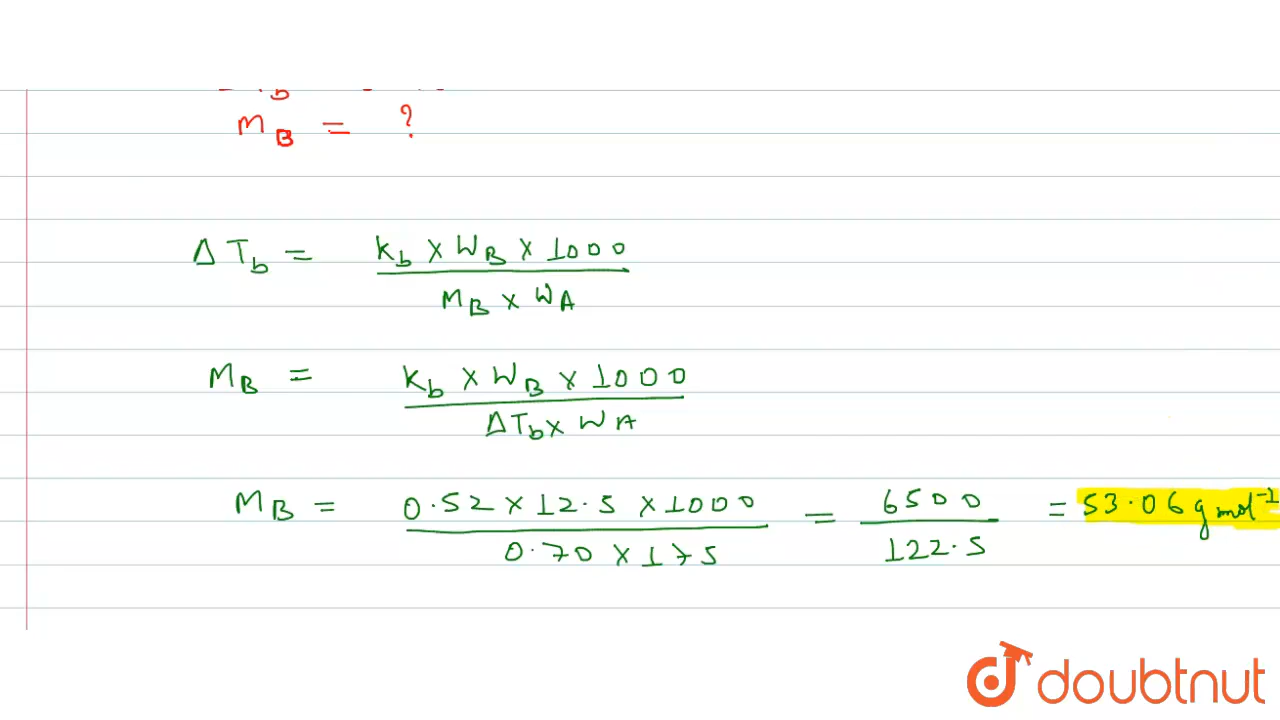 M_B = ?
Δ T_b = K_b × W_B × 1000 / M_B × W_A
M_B = K_b × W_B × 1000 / ΔT_b × W_A
M_B = 0.52 × 12.5 × 1000 / 0.70 × 175 = 6500 / 122.5 = 53.06 g mol⁻¹
doubtnut